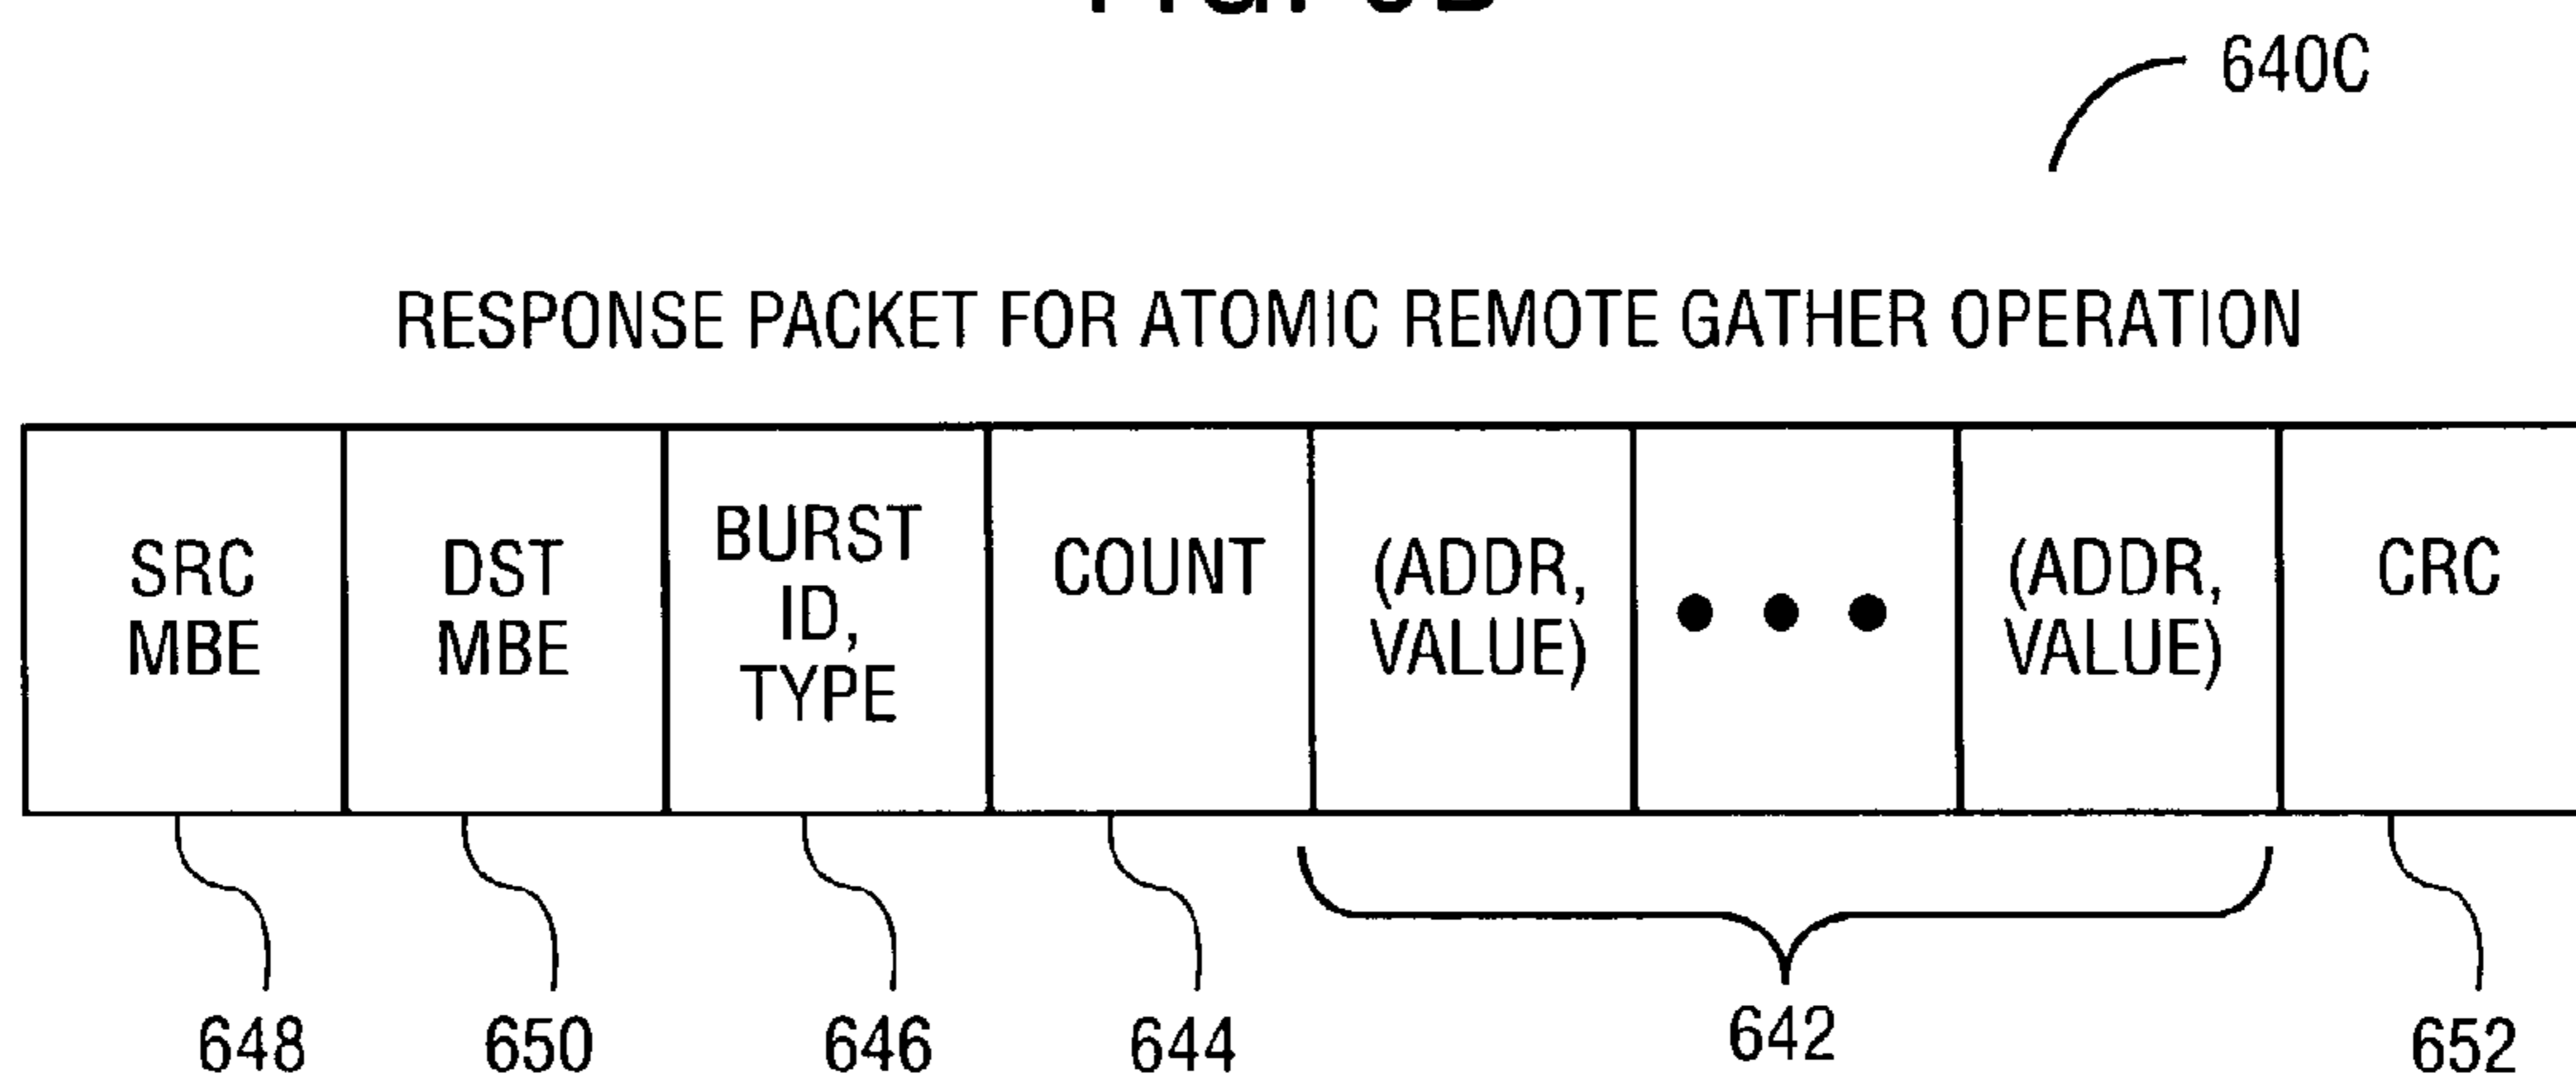 640C
RESPONSE PACKET FOR ATOMIC REMOTE GATHER OPERATION
SRC
MBE
DST
MBE
BURST
ID,
TYPE
COUNT
(ADDR,
VALUE)
(ADDR,
VALUE)
CRC
648
650
646
644
642
652